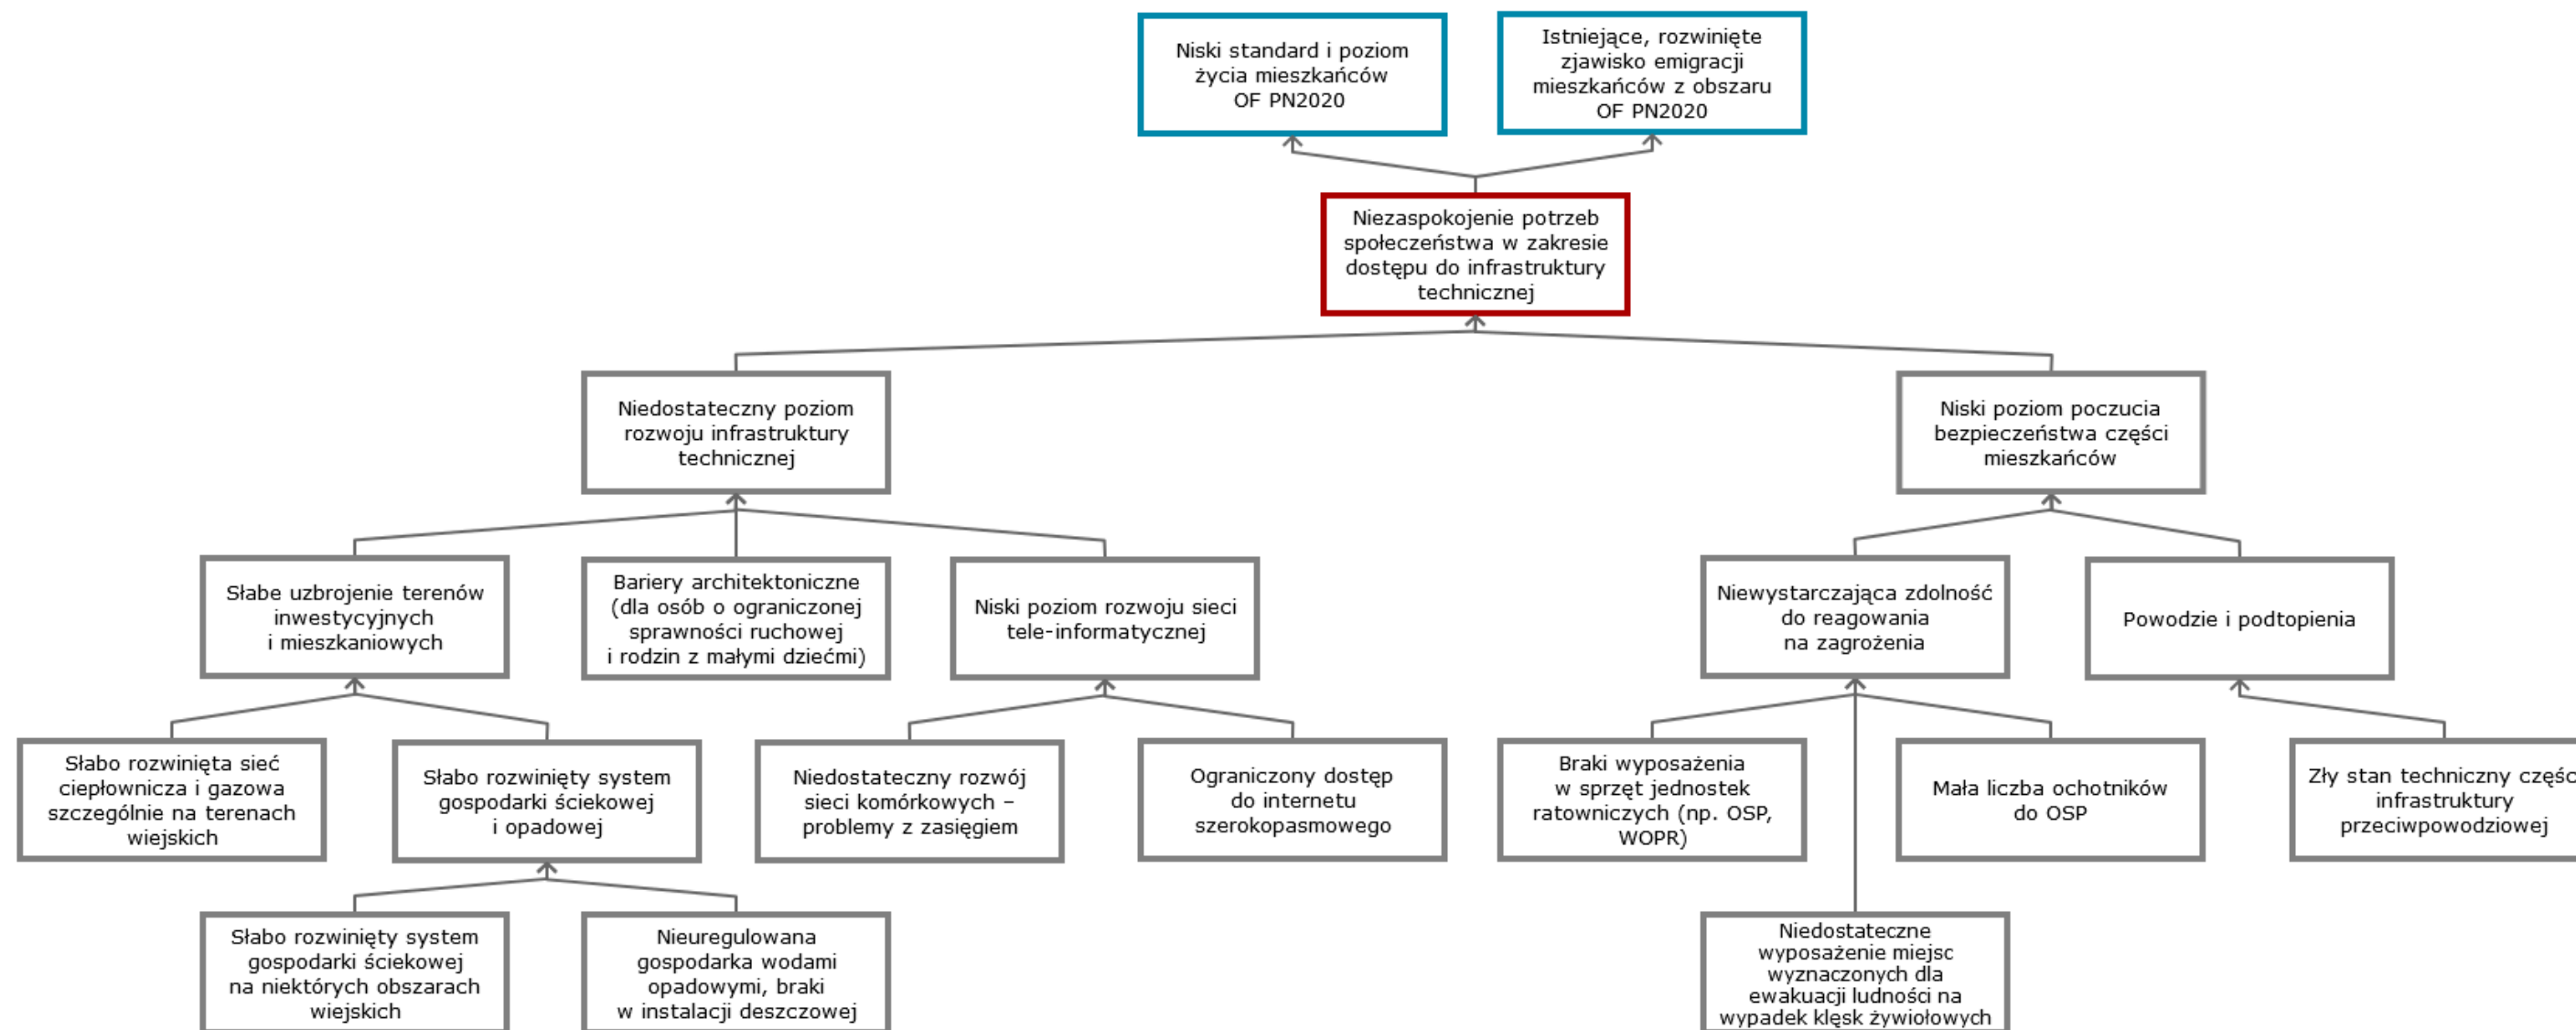 Niski standard i poziom
życia mieszkańców
OF PN2020
Istniejące, rozwinięte
zjawisko emigracji
mieszkańców z obszaru
OF PN2020
Niezaspokojenie potrzeb
społeczeństwa w zakresie
dostępu do infrastruktury
technicznej
Niedostateczny poziom
rozwoju infrastruktury
technicznej
Niski poziom poczucia
bezpieczeństwa części
mieszkańców
Słabe uzbrojenie terenów
inwestycyjnych
i mieszkaniowych
Bariery architektoniczne
(dla osób o ograniczonej
sprawności ruchowej
i rodzin z małymi dziećmi)
Niski poziom rozwoju sieci
tele-informatycznej
Niewystarczająca zdolność
do reagowania
na zagrożenia
Powodzie i podtopienia
Słabo rozwinięta sieć
ciepłownicza i gazowa
szczególnie na terenach
wiejskich
Słabo rozwinięty system
gospodarki ściekowej
i opadowej
Niedostateczny rozwój
sieci komórkowych –
problemy z zasięgiem
Ograniczony dostęp
do internetu
szerokopasmowego
Braki wyposażenia
w sprzęt jednostek
ratowniczych (np. OSP,
WOPR)
Mała liczba ochotników
do OSP
Zły stan techniczny częśc
infrastruktury
przeciwpowodziowej
Słabo rozwinięty system
gospodarki ściekowej
na niektórych obszarach
wiejskich
Nieuregulowana
gospodarka wodami
opadowymi, braki
w instalacji deszczowej
Niedostateczne
wyposażenie miejsc
wyznaczonych dla
ewakuacji ludności na
wypadek klęsk żywiołowych